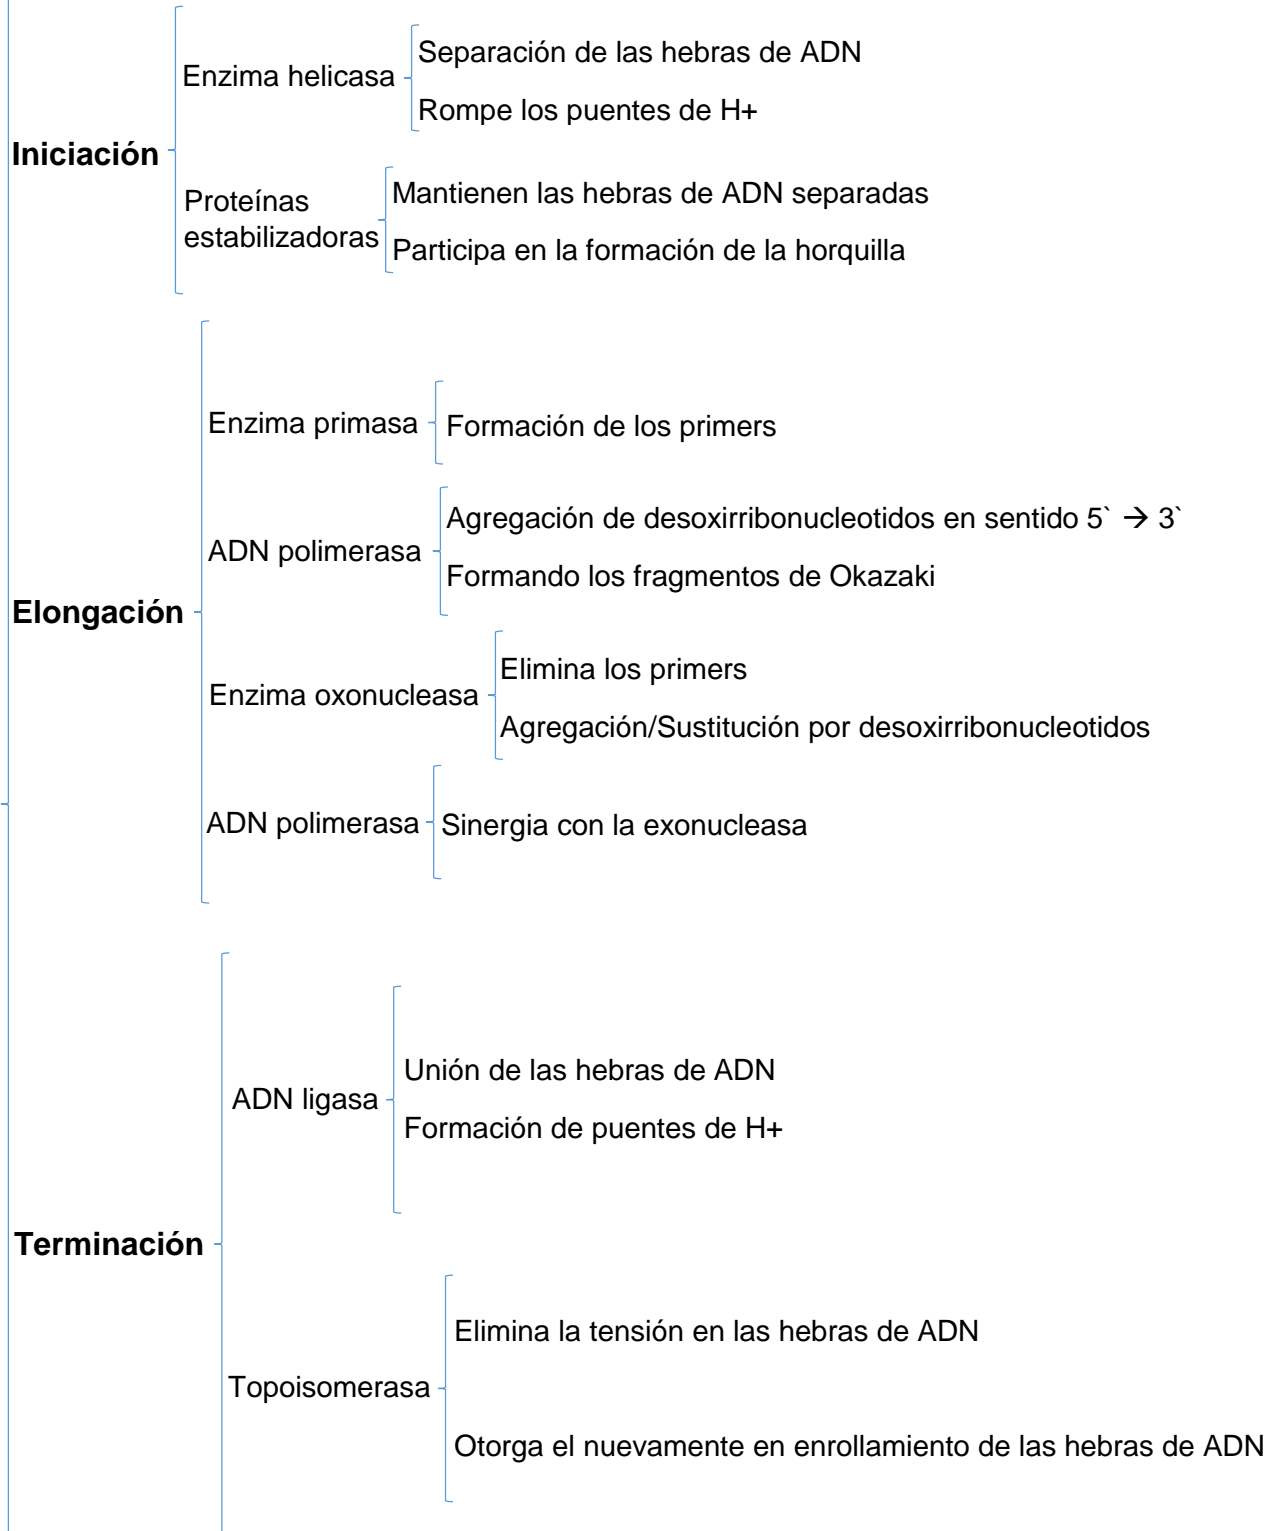 Iniciación
Enzima helicasa
Separación de las hebras de ADN
Rompe los puentes de H+
Proteínas
estabilizadoras
Mantienen las hebras de ADN separadas
Participa en la formación de la horquilla
Elongación
Enzima primasa
Formación de los primers
ADN polimerasa
Agregación de desoxirribonucleotidos en sentido 5` → 3`
Formando los fragmentos de Okazaki
Enzima oxonucleasa
Elimina los primers
Agregación/Sustitución por desoxirribonucleotidos
ADN polimerasa
Sinergia con la exonucleasa
Terminación
ADN ligasa
Unión de las hebras de ADN
Formación de puentes de H+
Topoisomerasa
Elimina la tensión en las hebras de ADN
Otorga el nuevamente en enrollamiento de las hebras de ADN